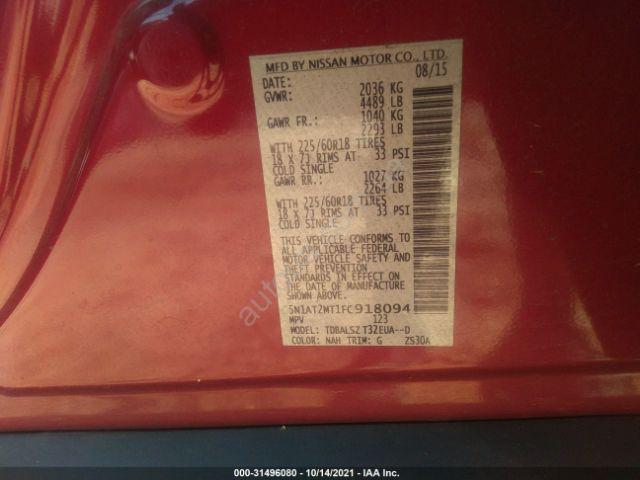 MFD BY NISSAN MOTOR CO., LTD.
DATE: 08/15
GVWR: 2036 KG
4489 LB
GAWR FR.: 1040 KG
2293 LB
WITH 225/60R18 TIRES
18 X 7J RIMS AT 33 PSI
COLD SINGLE
GAWR RR.: 1027 KG
2264 LB
WITH 225/60R18 TIRES
18 X 7J RIMS AT 33 PSI
COLD SINGLE
THIS VEHICLE CONFORMS TO
ALL APPLICABLE FEDERAL
MOTOR VEHICLE SAFETY AND
THEFT PREVENTION
STANDARDS IN EFFECT ON
THE DATE OF MANUFACTURE
5N1AT2MT1FC918094
MPV 123
MODEL: TDBALSZ T32EUA--D
COLOR: NAH TRIM: G ZS30A
000-31496080 - 10/14/2021 - IAA Inc.